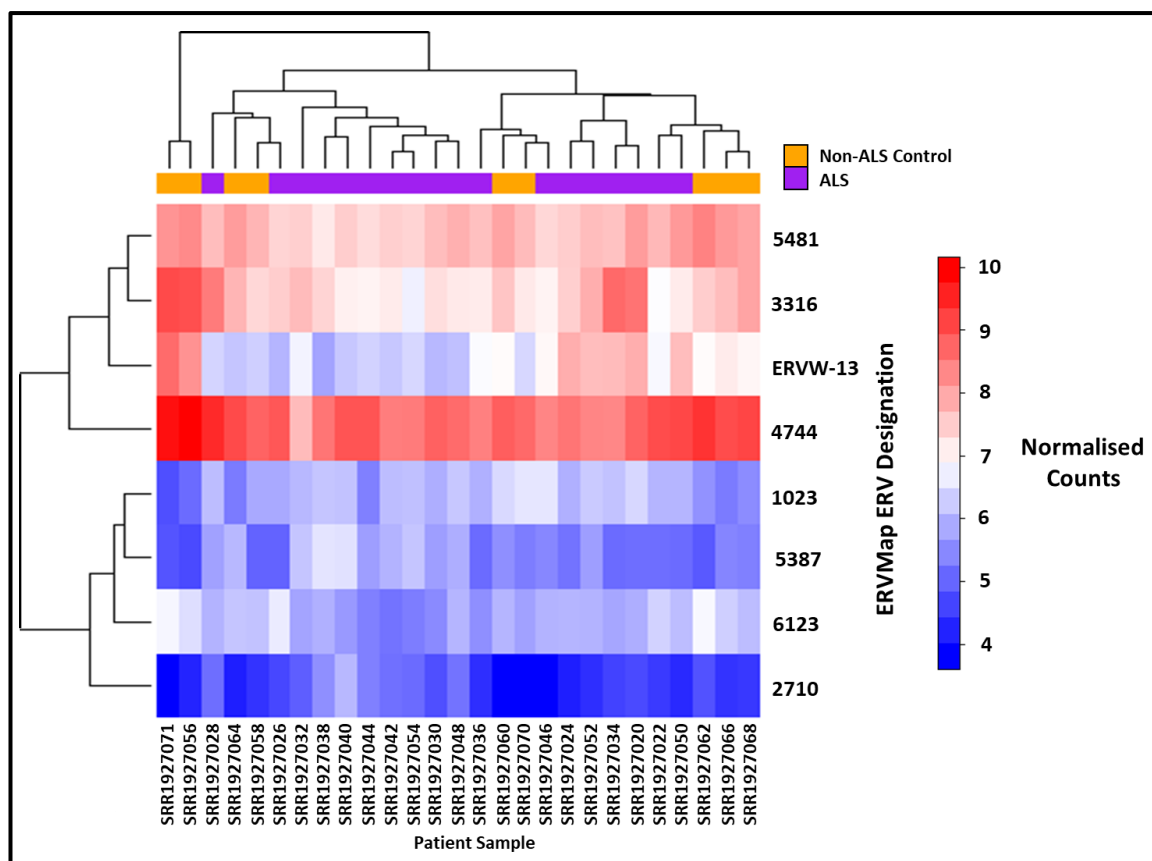 Non-ALS Control
ALS
5481
3316
ERVW-13
4744
1023
5387
6123
2710
ERVMap ERV Designation
10
9
8
7
6
5
4
Normalised
Counts
SRR1927071
SRR1927056
SRR1927028
SRR1927064
SRR1927058
SRR1927026
SRR1927032
SRR1927038
SRR1927040
SRR1927044
SRR1927042
SRR1927054
SRR1927030
SRR1927048
SRR1927036
SRR1927060
SRR1927070
SRR1927046
SRR1927024
SRR1927052
SRR1927034
SRR1927020
SRR1927022
SRR1927050
SRR1927062
SRR1927066
SRR1927068
Patient Sample